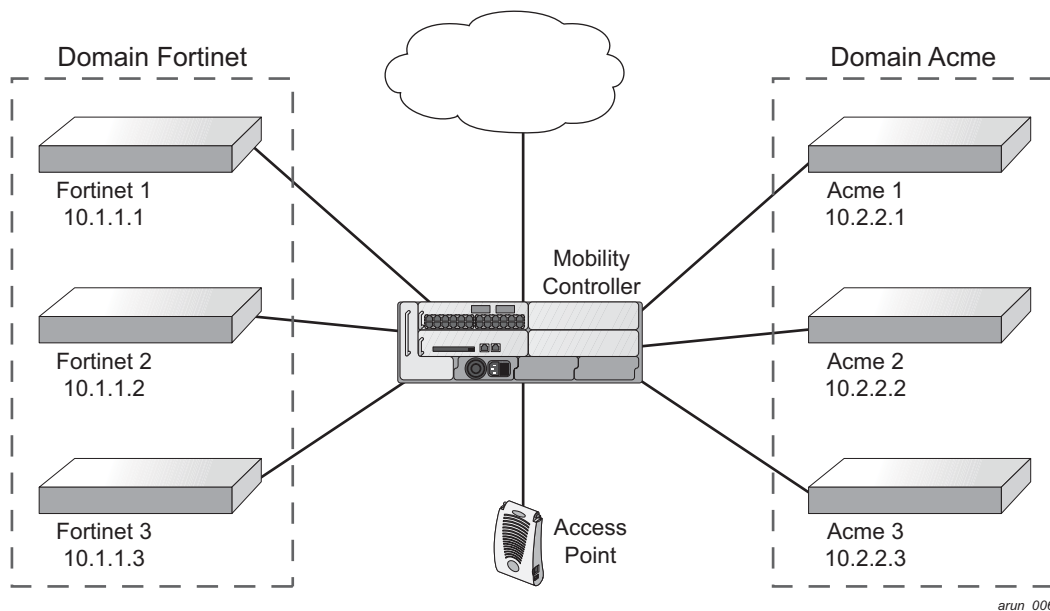 Domain Fortinet
Domain Acme
Fortinet 1
10.1.1.1
Acme 1
10.2.2.1
Mobility
Controller
Fortinet 2
10.1.1.2
Acme 2
10.2.2.2
Fortinet 3
10.1.1.3
Access
Point
Acme 3
10.2.2.3